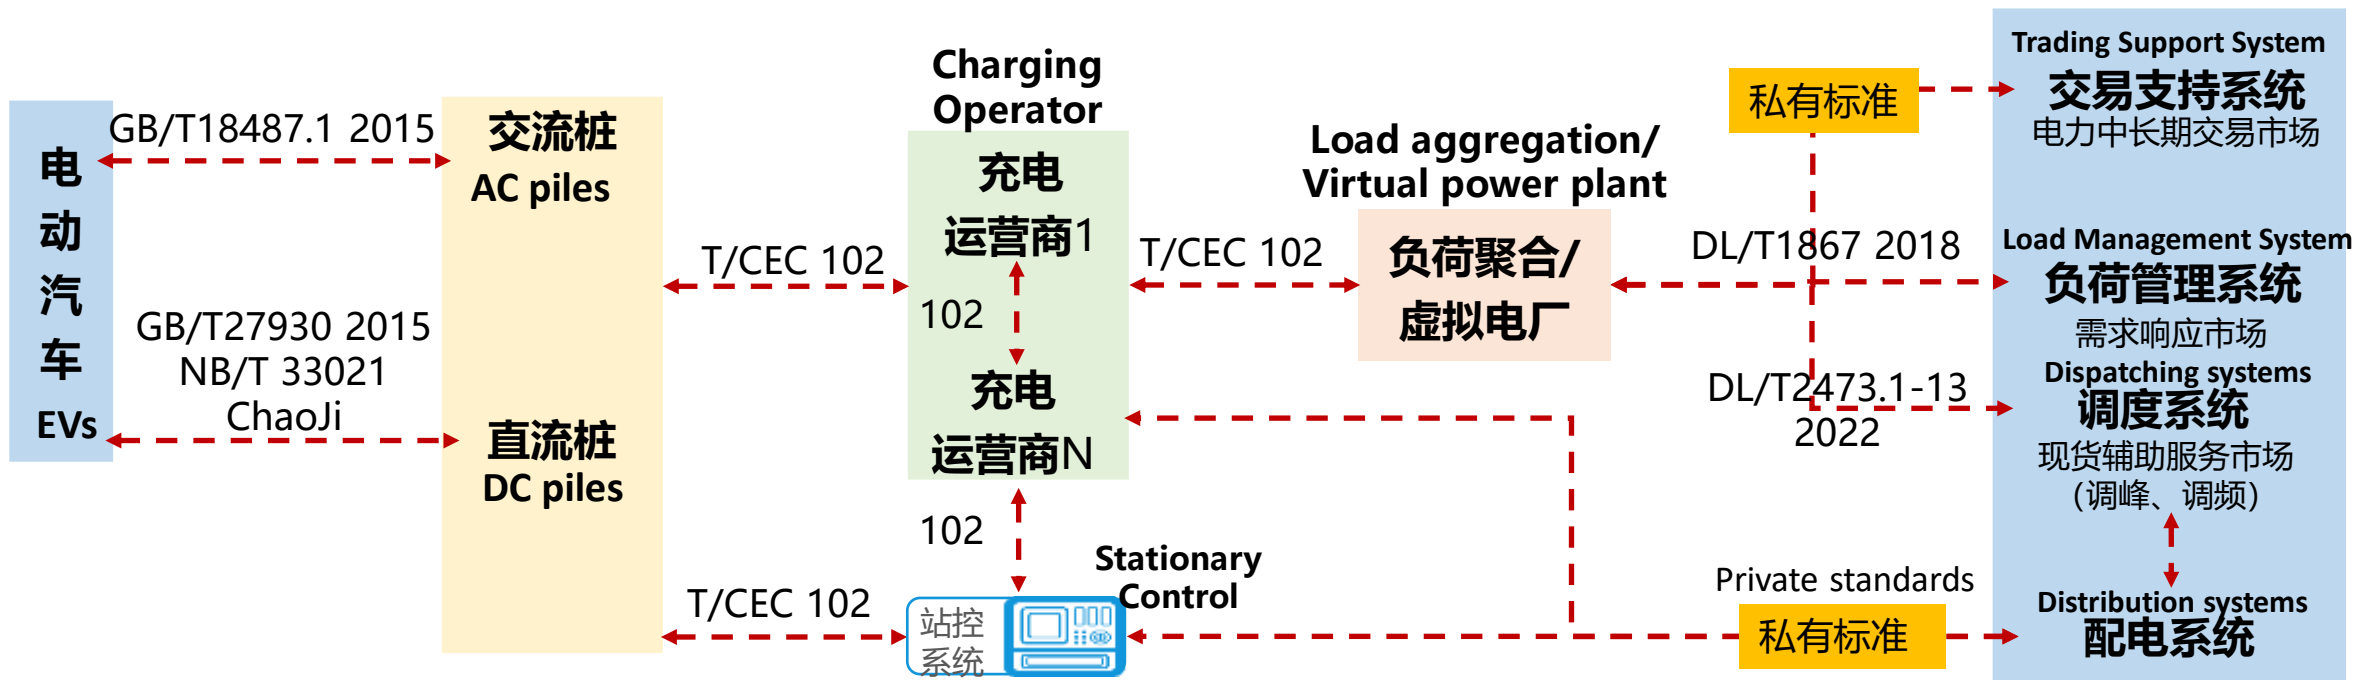 电
动
汽
车
EVs
GB/T18487.1 2015
GB/T27930 2015
NB/T 33021
ChaoJi
交流桩
AC piles
直流桩
DC piles
T/CEC 102
T/CEC 102
Charging
Operator
充电
运营商1
102
充电
运营商N
102
Stationary
Control
站控
系统
T/CEC 102
Load aggregation/
Virtual power plant
负荷聚合/
虚拟电厂
私有标准
DL/T1867 2018
DL/T2473.1-13
2022
Private standards
私有标准
Trading Support System
交易支持系统
电力中长期交易市场
Load Management System
负荷管理系统
需求响应市场
Dispatching systems
调度系统
现货辅助服务市场
(调峰、调频)
Distribution systems
配电系统